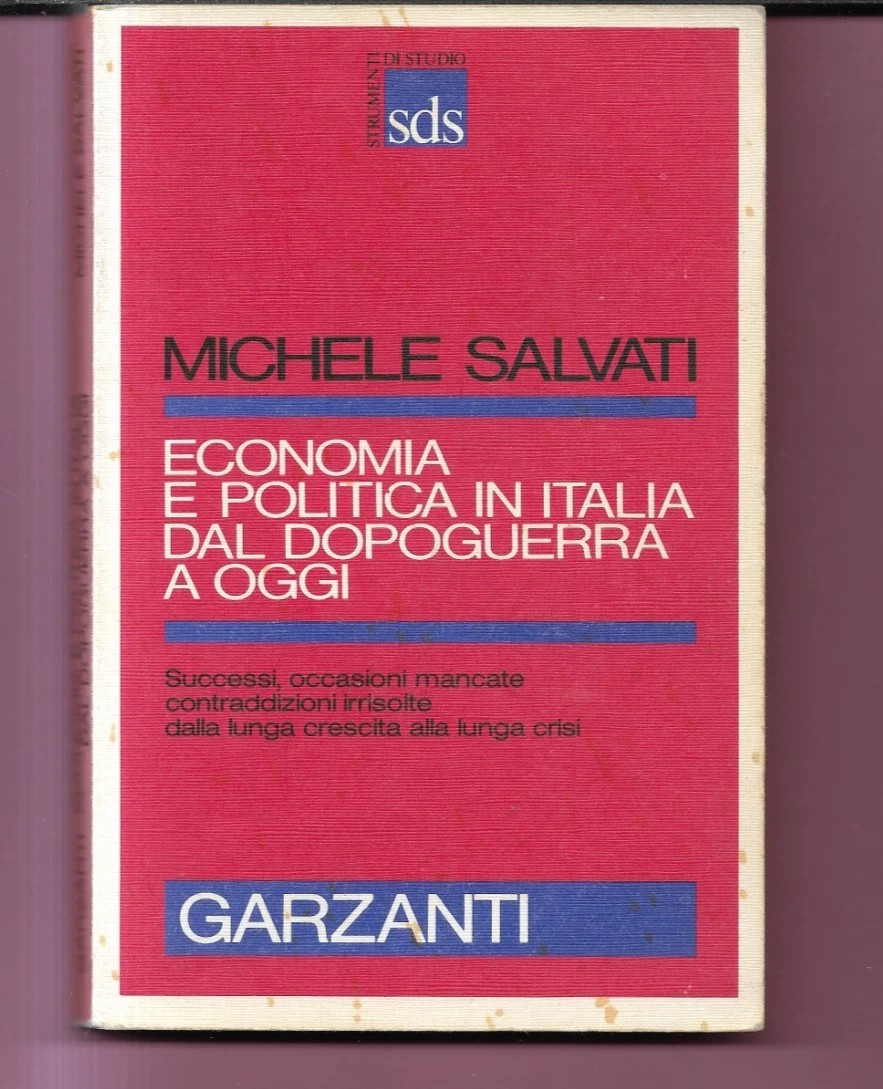 STRUMENTI
DI STUDIO
sds
MICHELE SALVATI
ECONOMIA
E POLITICA IN ITALIA
DAL DOPOGUERRA
A OGGI
Successi, occasioni mancate
contraddizioni irrisolte
dalla lunga crescita alla lunga crisi
GARZANTI